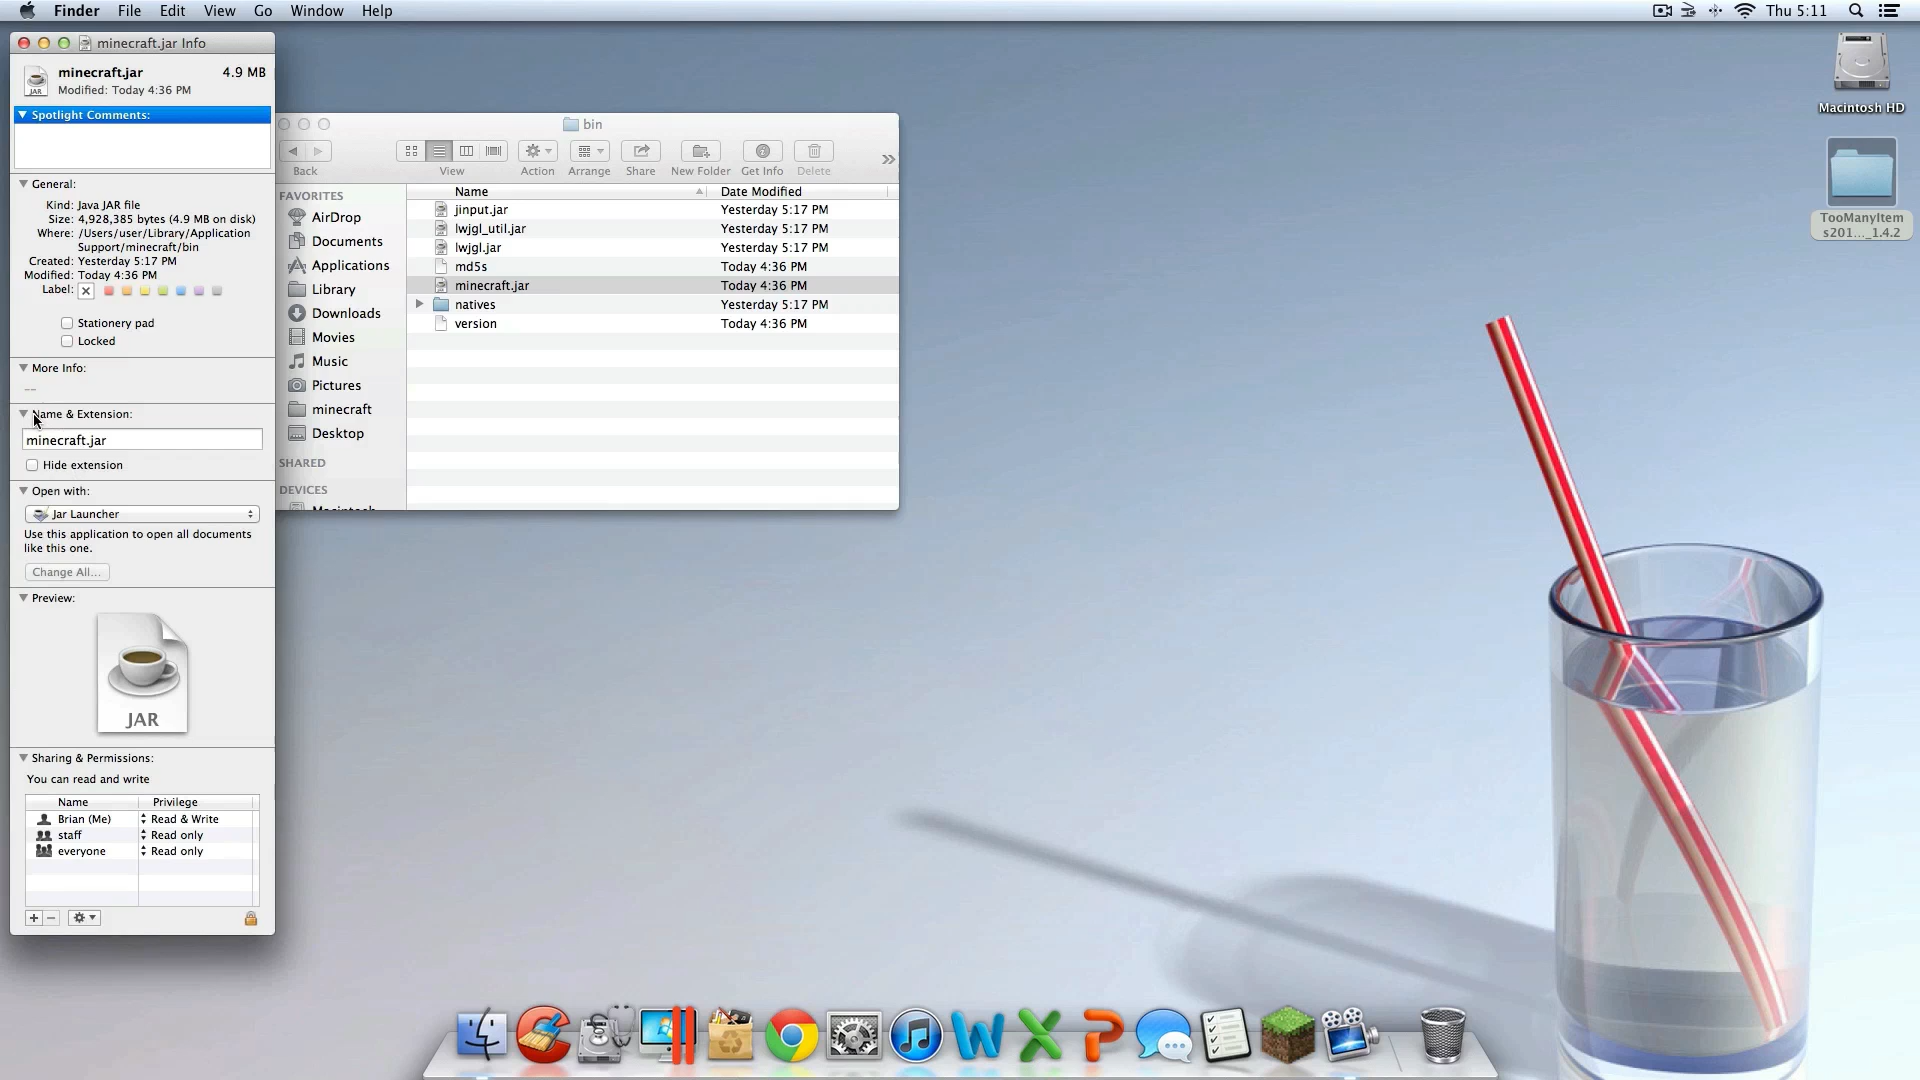 Finder File Edit View Go Window Help
Thu 5:11
minecraft.jar Info
minecraft.jar 4.9 MB
Modified: Today 4:36 PM
JAR
Spotlight Comments:
General:
Kind: Java JAR file
Size: 4,928,385 bytes (4.9 MB on disk)
Where: /Users/user/Library/Application
Support/minecraft/bin
Created: Yesterday 5:17 PM
Modified: Today 4:36 PM
Label:
Stationery pad
Locked
More Info:
--
Name & Extension:
minecraft.jar
Hide extension
Open with:
Jar Launcher
Use this application to open all documents
like this one.
Change All...
Preview:
JAR
Sharing & Permissions:
You can read and write
Name Privilege
Brian (Me) Read & Write
staff Read only
everyone Read only
bin
Back View Action Arrange Share New Folder Get Info Delete
FAVORITES
AirDrop
Documents
Applications
Library
Downloads
Movies
Music
Pictures
minecraft
Desktop
SHARED
DEVICES
Name Date Modified
jinput.jar Yesterday 5:17 PM
lwjgl_util.jar Yesterday 5:17 PM
lwjgl.jar Yesterday 5:17 PM
md5s Today 4:36 PM
minecraft.jar Today 4:36 PM
natives Yesterday 5:17 PM
version Today 4:36 PM
Macintosh HD
TooManyItem
s201..._1.4.2